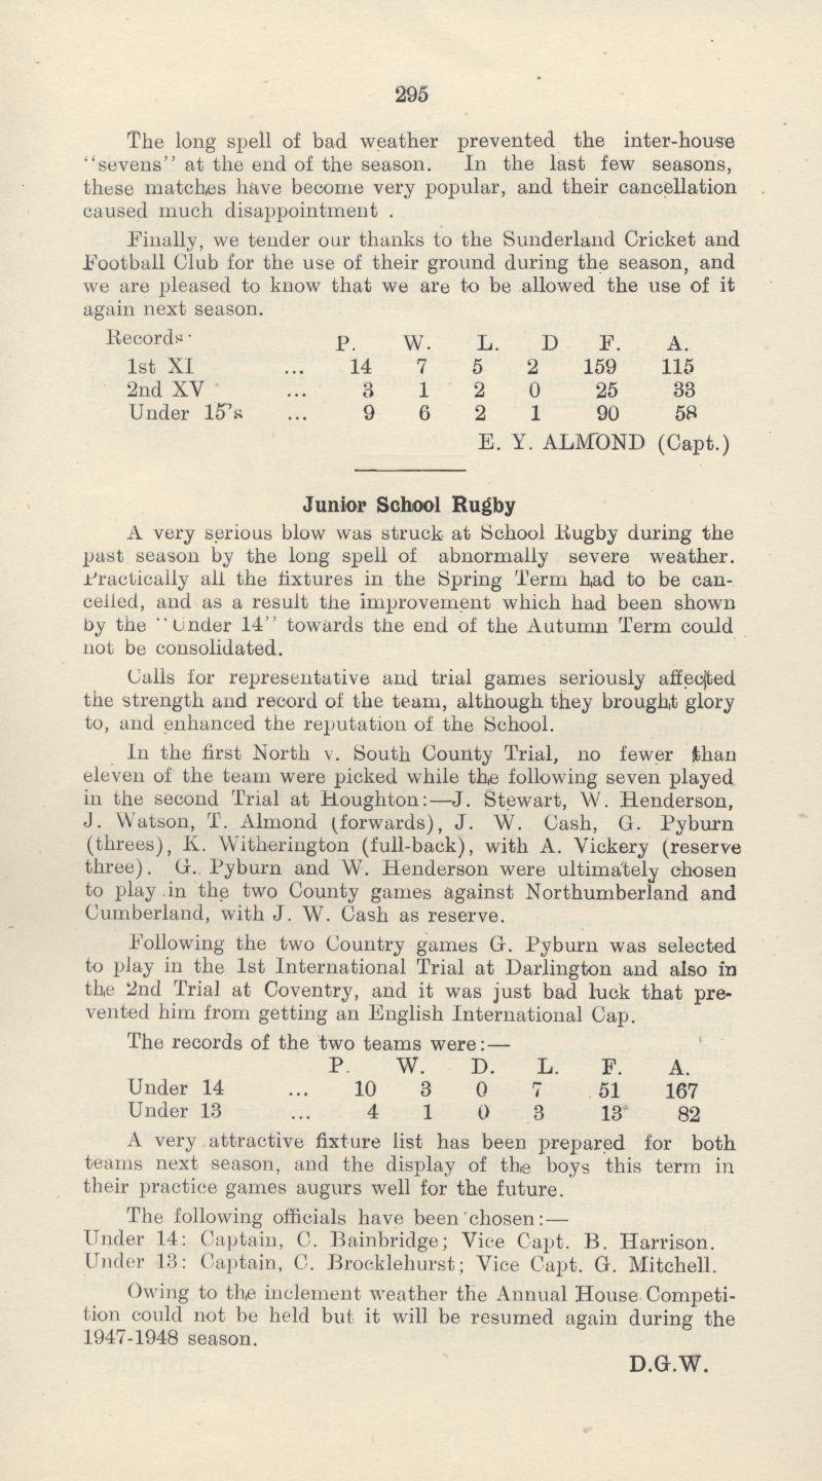 295
The long spell of bad weather prevented the inter-house
"sevens" at the end of the season. In the last few seasons,
these matches have become very popular, and their cancellation
caused much disappointment .
Finally, we tender our thanks to the Sunderland Cricket and
Football Club for the use of their ground during the season, and
we are pleased to know that we are to be allowed the use of it
again next season.
Records· P. W. L. D F. A.
1st XI ... 14 7 5 2 159 115
2nd XV ... 3 1 2 0 25 33
Under 15's ... 9 6 2 1 90 58
E. Y. ALMOND (Capt.)
Junior School Rugby
A very serious blow was struck at School Rugby during the
past season by the long spell of abnormally severe weather.
Practically all the fixtures in the Spring Term had to be can-
celled, and as a result the improvement which had been shown
by the "Under 14" towards the end of the Autumn Term could
not be consolidated.
Calls for representative and trial games seriously affected
the strength and record of the team, although they brought glory
to, and enhanced the reputation of the School.
In the first North v. South County Trial, no fewer than
eleven of the team were picked while the following seven played
in the second Trial at Houghton:—J. Stewart, W. Henderson,
J. Watson, T. Almond (forwards), J. W. Cash, G. Pyburn
(threes), K. Witherington (full-back), with A. Vickery (reserve
three). G. Pyburn and W. Henderson were ultimately chosen
to play in the two County games against Northumberland and
Cumberland, with J. W. Cash as reserve.
Following the two Country games G. Pyburn was selected
to play in the 1st International Trial at Darlington and also in
the 2nd Trial at Coventry, and it was just bad luck that pre-
vented him from getting an English International Cap.
The records of the two teams were:—
P. W. D. L. F. A.
Under 14 ... 10 3 0 7 51 167
Under 13 ... 4 1 0 3 13 82
A very attractive fixture list has been prepared for both
teams next season, and the display of the boys this term in
their practice games augurs well for the future.
The following officials have been chosen:—
Under 14: Captain, C. Bainbridge; Vice Capt. B. Harrison.
Under 13: Captain, C. Brocklehurst; Vice Capt. G. Mitchell.
Owing to the inclement weather the Annual House Competi-
tion could not be held but it will be resumed again during the
1947-1948 season.
D.G.W.